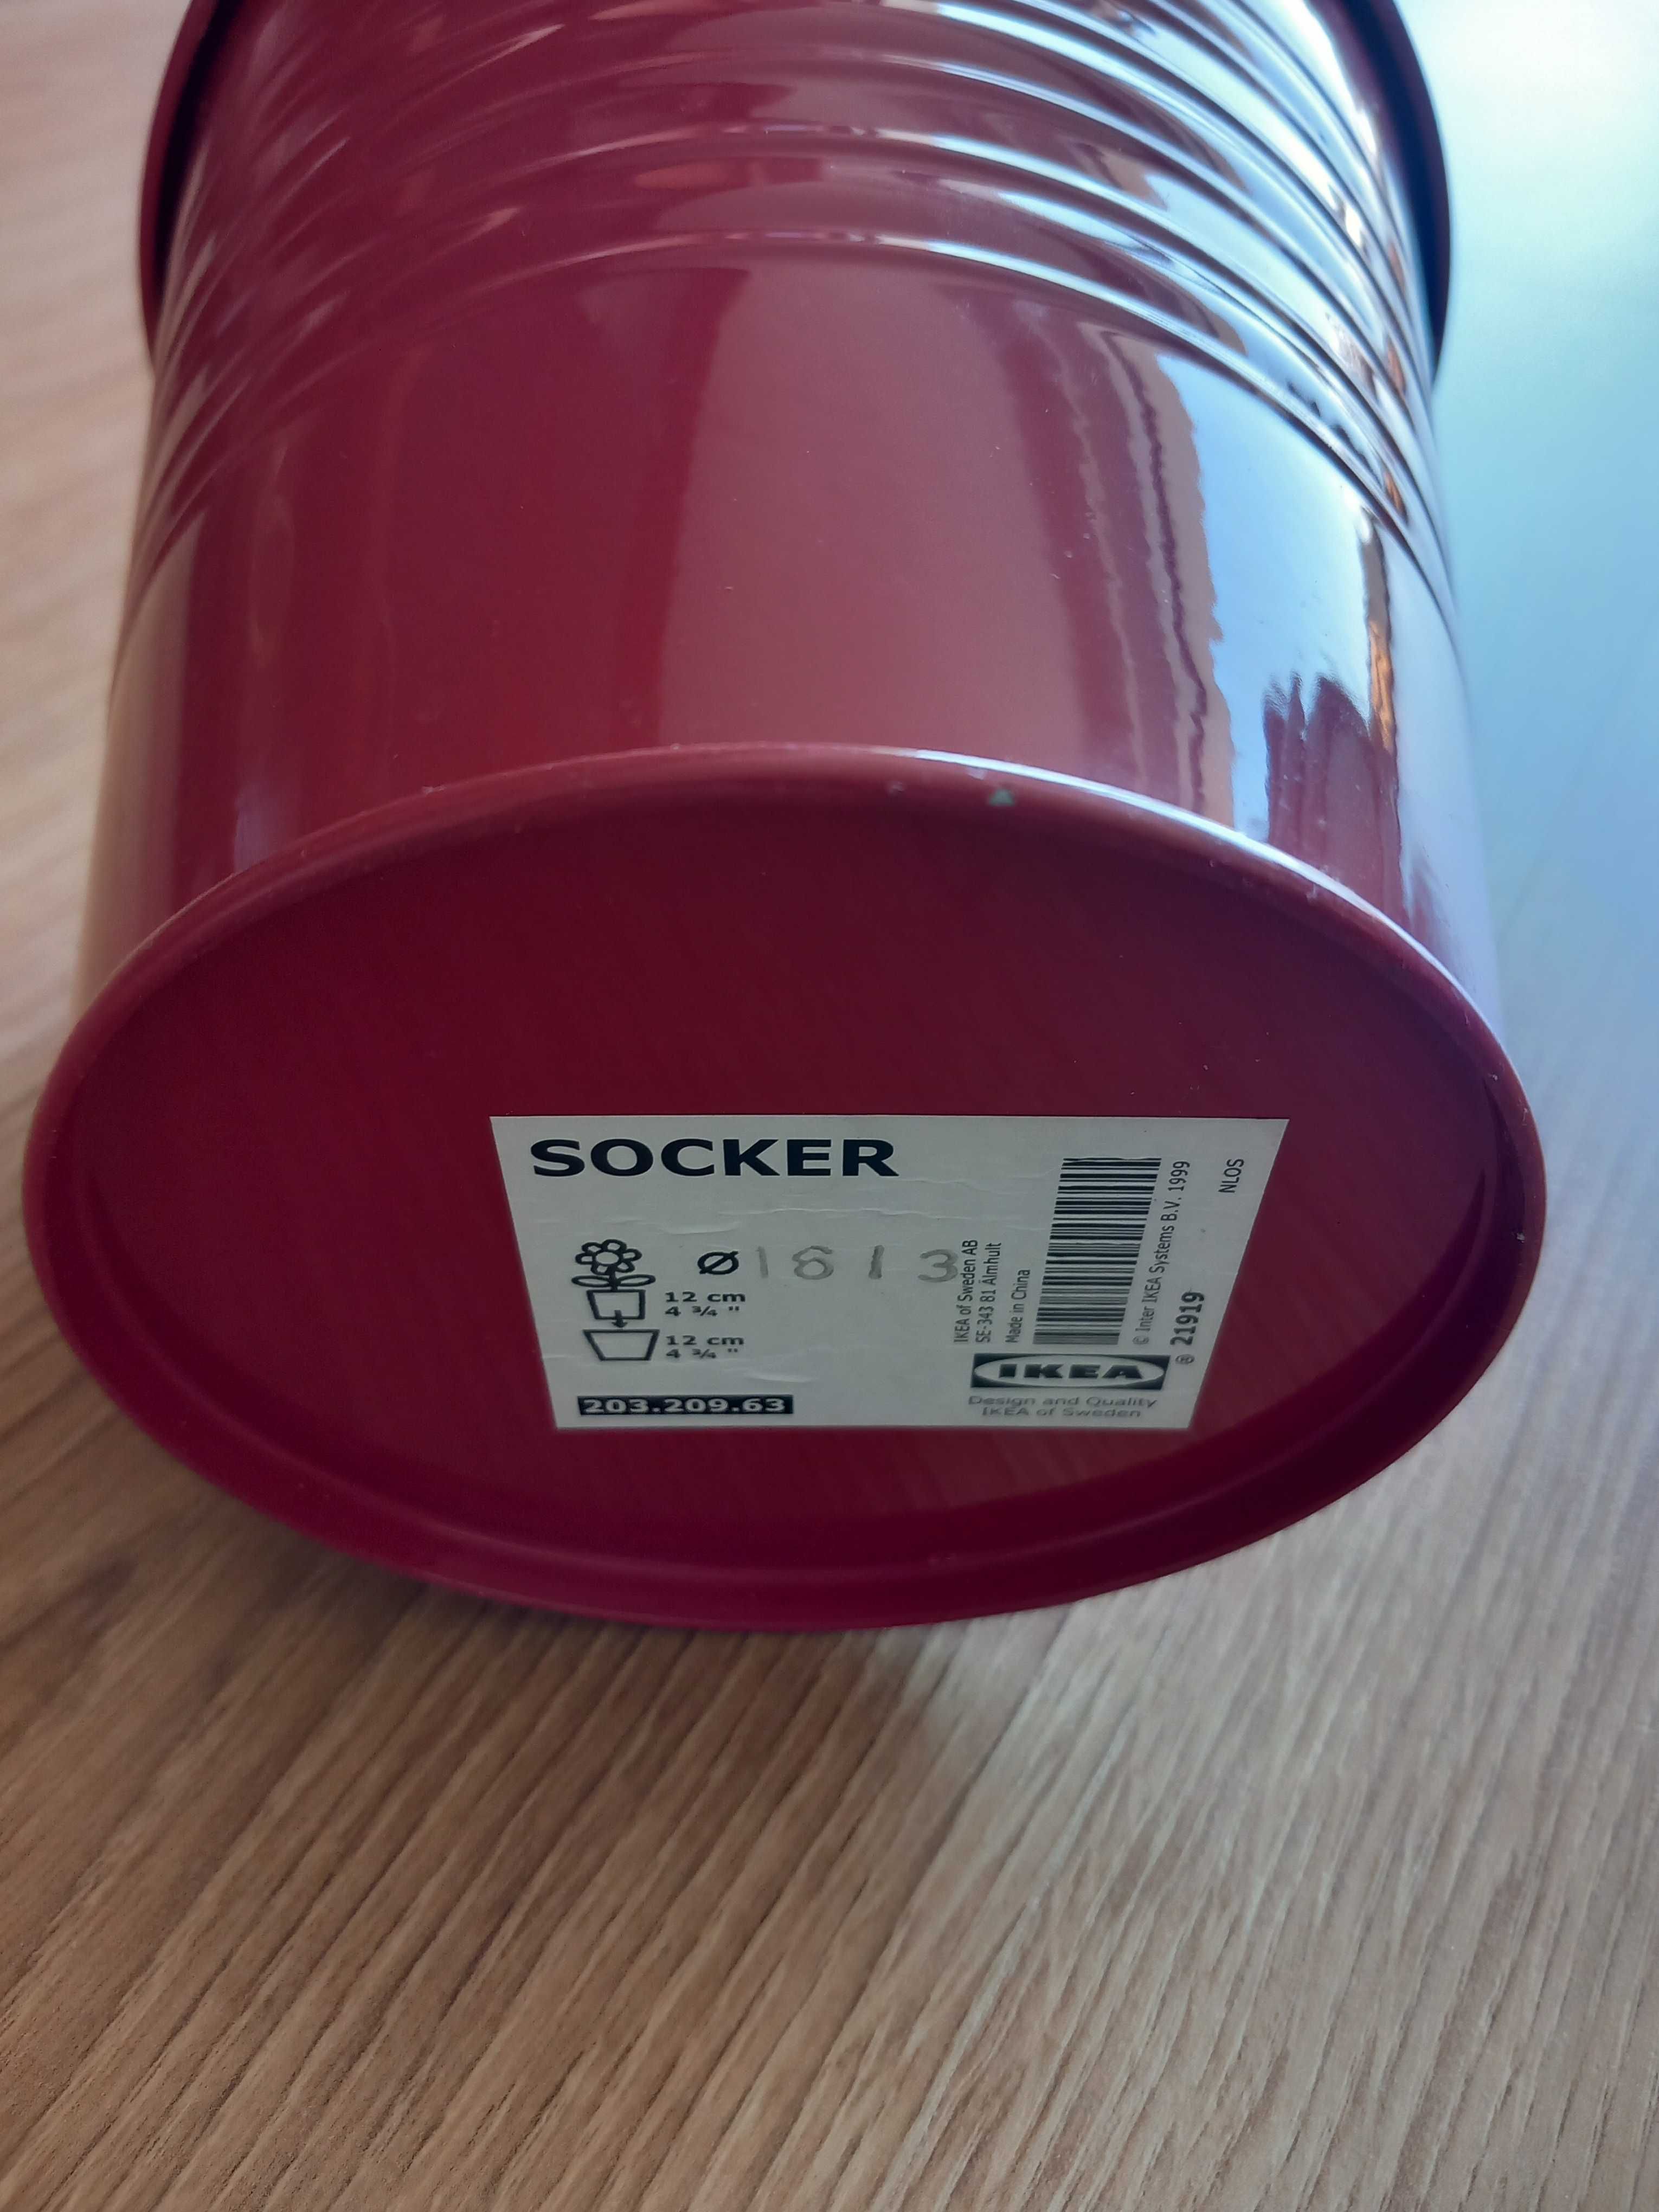 SOCKER
Ø
1613
12 cm
4 ¾ "
12 cm
4 ¾ "
203.209.63
IKEA of Sweden AB
SE-343 81 Älmhult
Made in China
© Inter IKEA Systems B.V. 1999
® 21919
NLOS
IKEA
Design and Quality
IKEA of Sweden